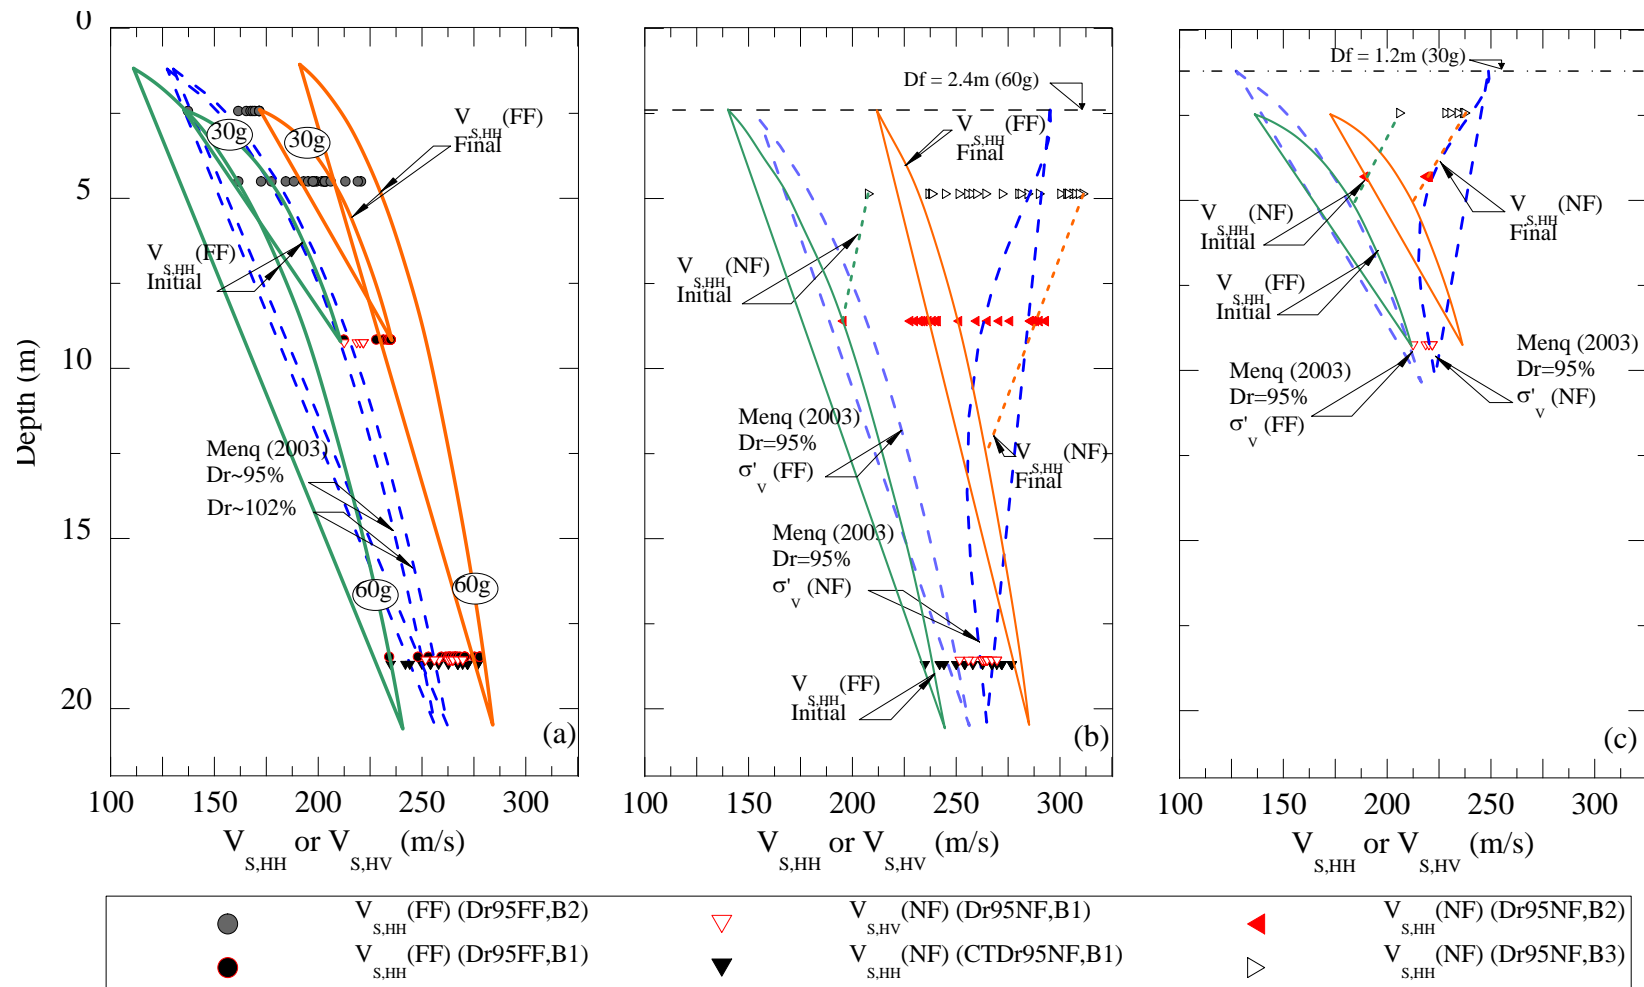 0
5
10
15
20
Depth (m)
30g
30g
V S,HH (FF)
Final
V S,HH (FF)
Initial
Menq (2003)
Dr~95%
Dr~102%
60g
60g
(a)
100 150 200 250 300
V S,HH or V S,HV (m/s)
Df = 2.4m (60g)
V S,HH (FF)
Final
V S,HH (NF)
Initial
Menq (2003)
Dr=95%
σ'V (FF)
V S,HH (NF)
Final
Menq (2003)
Dr=95%
σ'V (NF)
V S,HH (FF)
Initial
(b)
100 150 200 250 300
V S,HH or V S,HV (m/s)
Df = 1.2m (30g)
V S,HH (NF)
Initial
V S,HH (NF)
Final
V S,HH (FF)
Initial
Menq (2003)
Dr=95%
σ'V (FF)
Menq (2003)
Dr=95%
σ'V (NF)
(c)
100 150 200 250 300
V S,HH or V S,HV (m/s)
V S,HH (FF) (Dr95FF,B2)
V S,HV (NF) (Dr95NF,B1)
V S,HH (NF) (Dr95NF,B2)
V S,HH (FF) (Dr95FF,B1)
V S,HH (NF) (CTDr95NF,B1)
V S,HH (NF) (Dr95NF,B3)